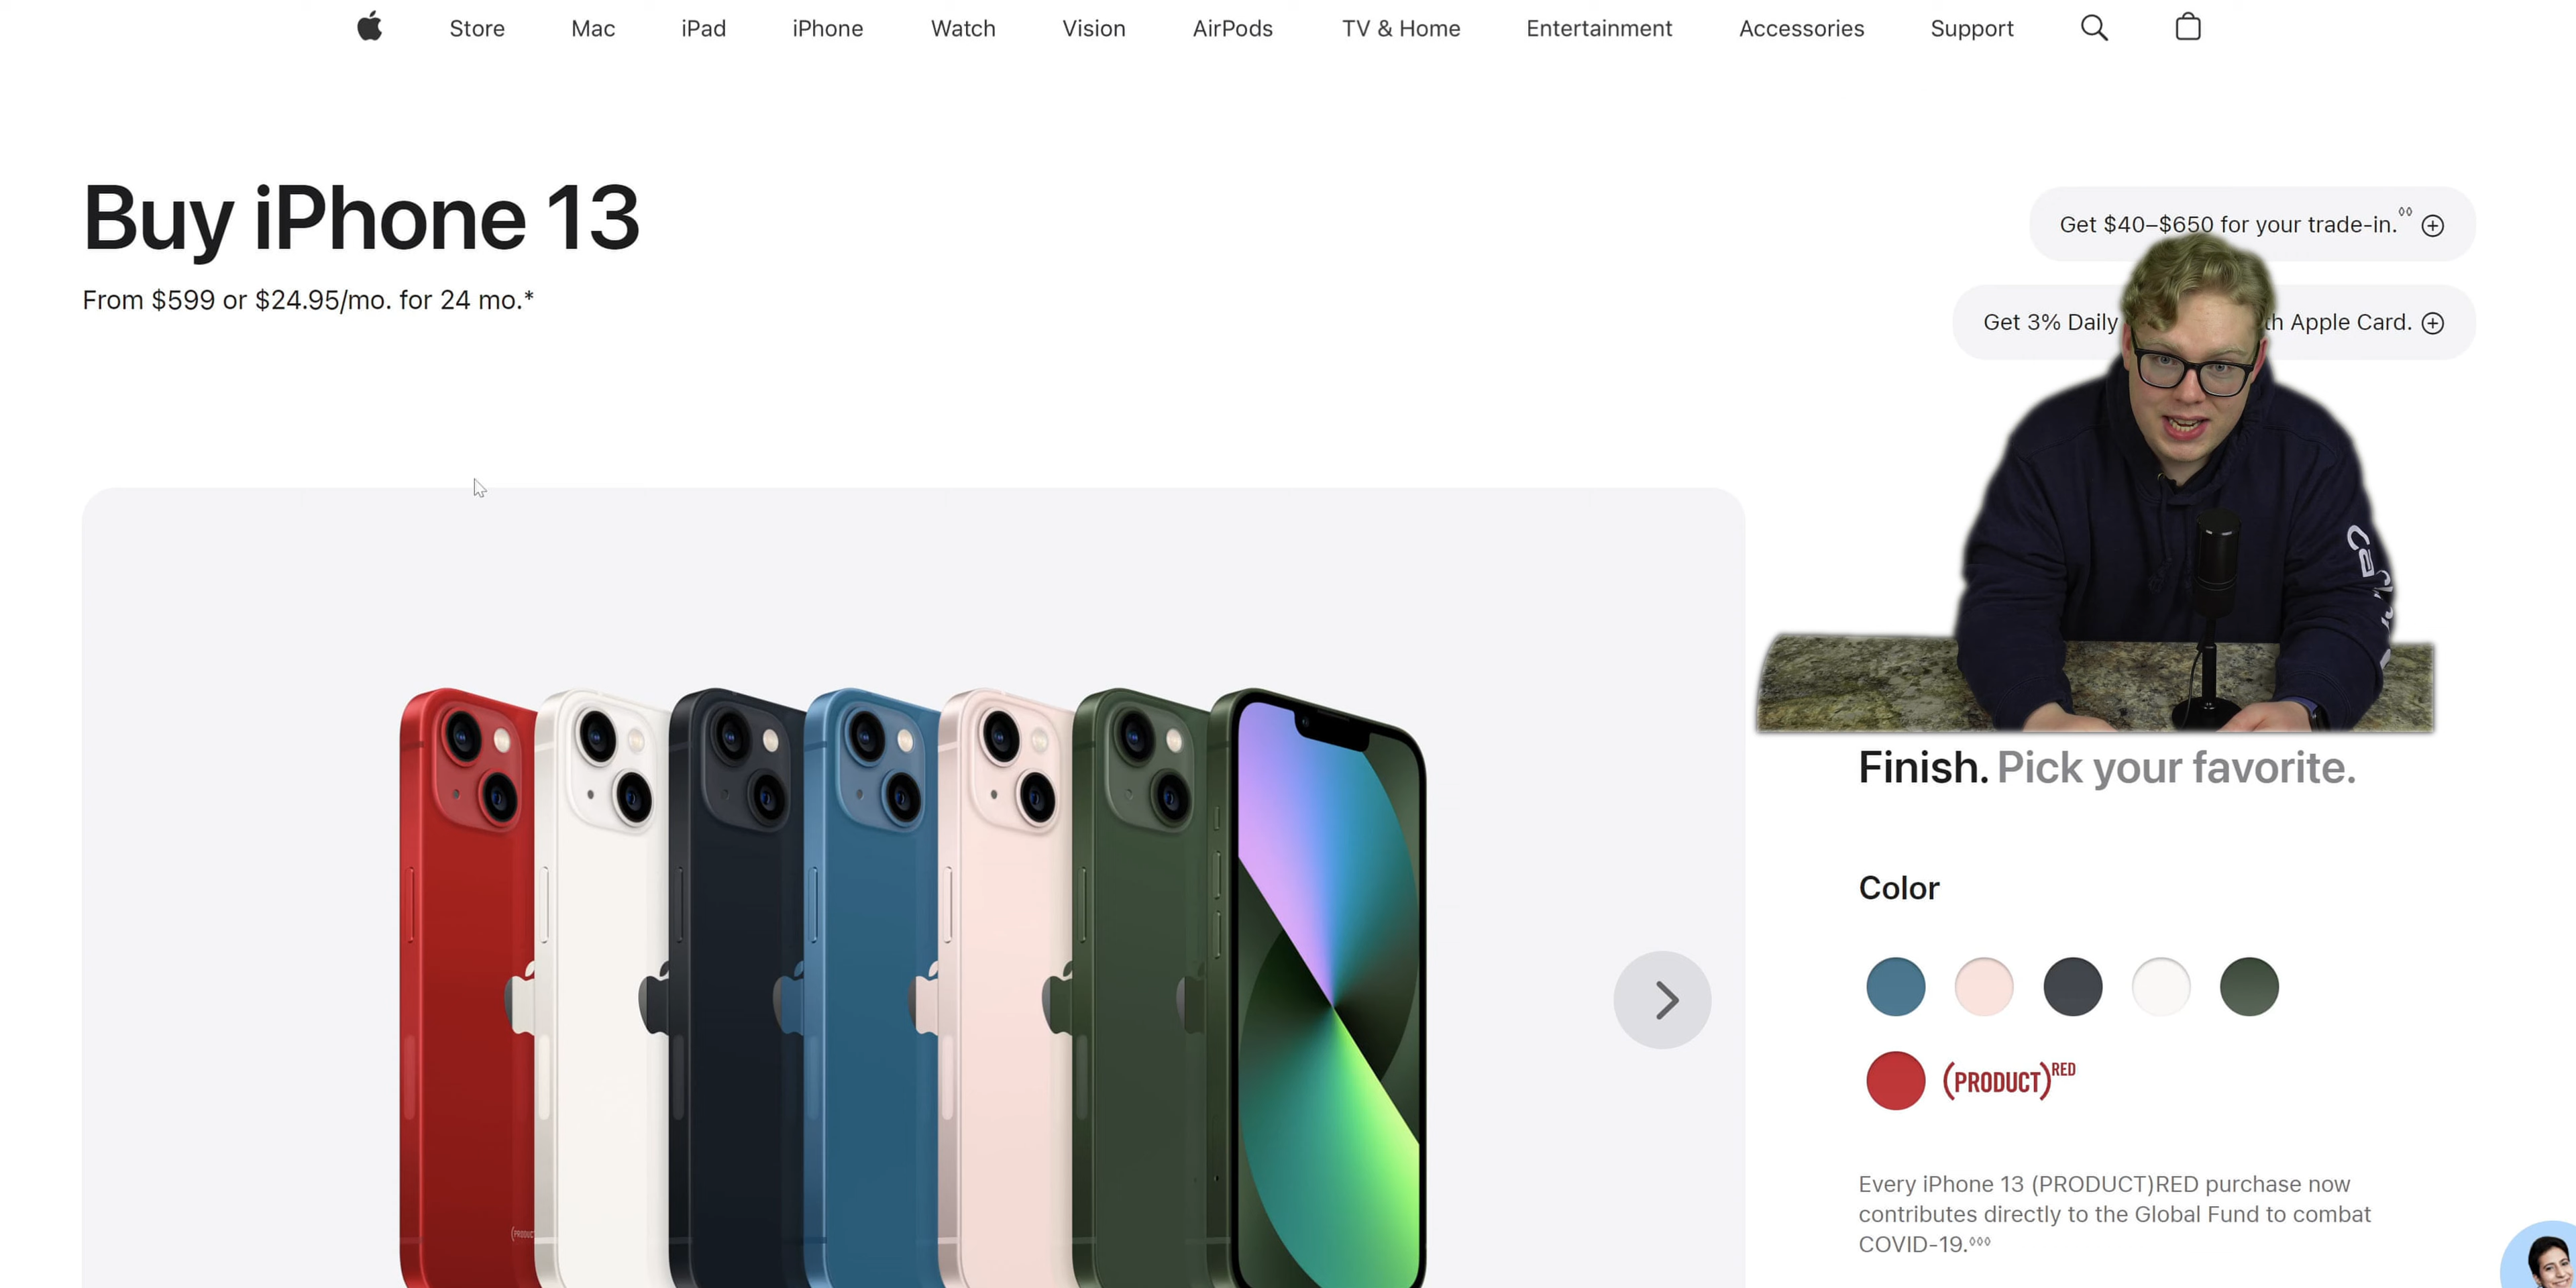 Store Mac iPad iPhone Watch Vision AirPods TV & Home Entertainment Accessories Support
Buy iPhone 13
From $599 or $24.95/mo. for 24 mo.*
Get $40–$650 for your trade-in.◊◊
Get 3% Daily
th Apple Card.
Finish. Pick your favorite.
Color
(PRODUCT)RED
Every iPhone 13 (PRODUCT)RED purchase now
contributes directly to the Global Fund to combat
COVID-19.◊◊◊